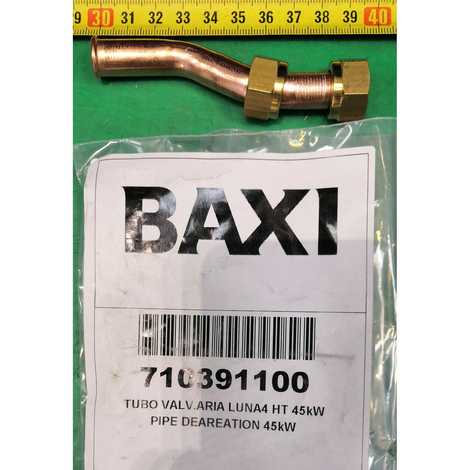 9 30 31 32 33 34 35 36 37 38 39 40
BAXI
710391100
TUBO VALV.ARIA LUNA4 HT 45kW
PIPE DEAREATION 45kW